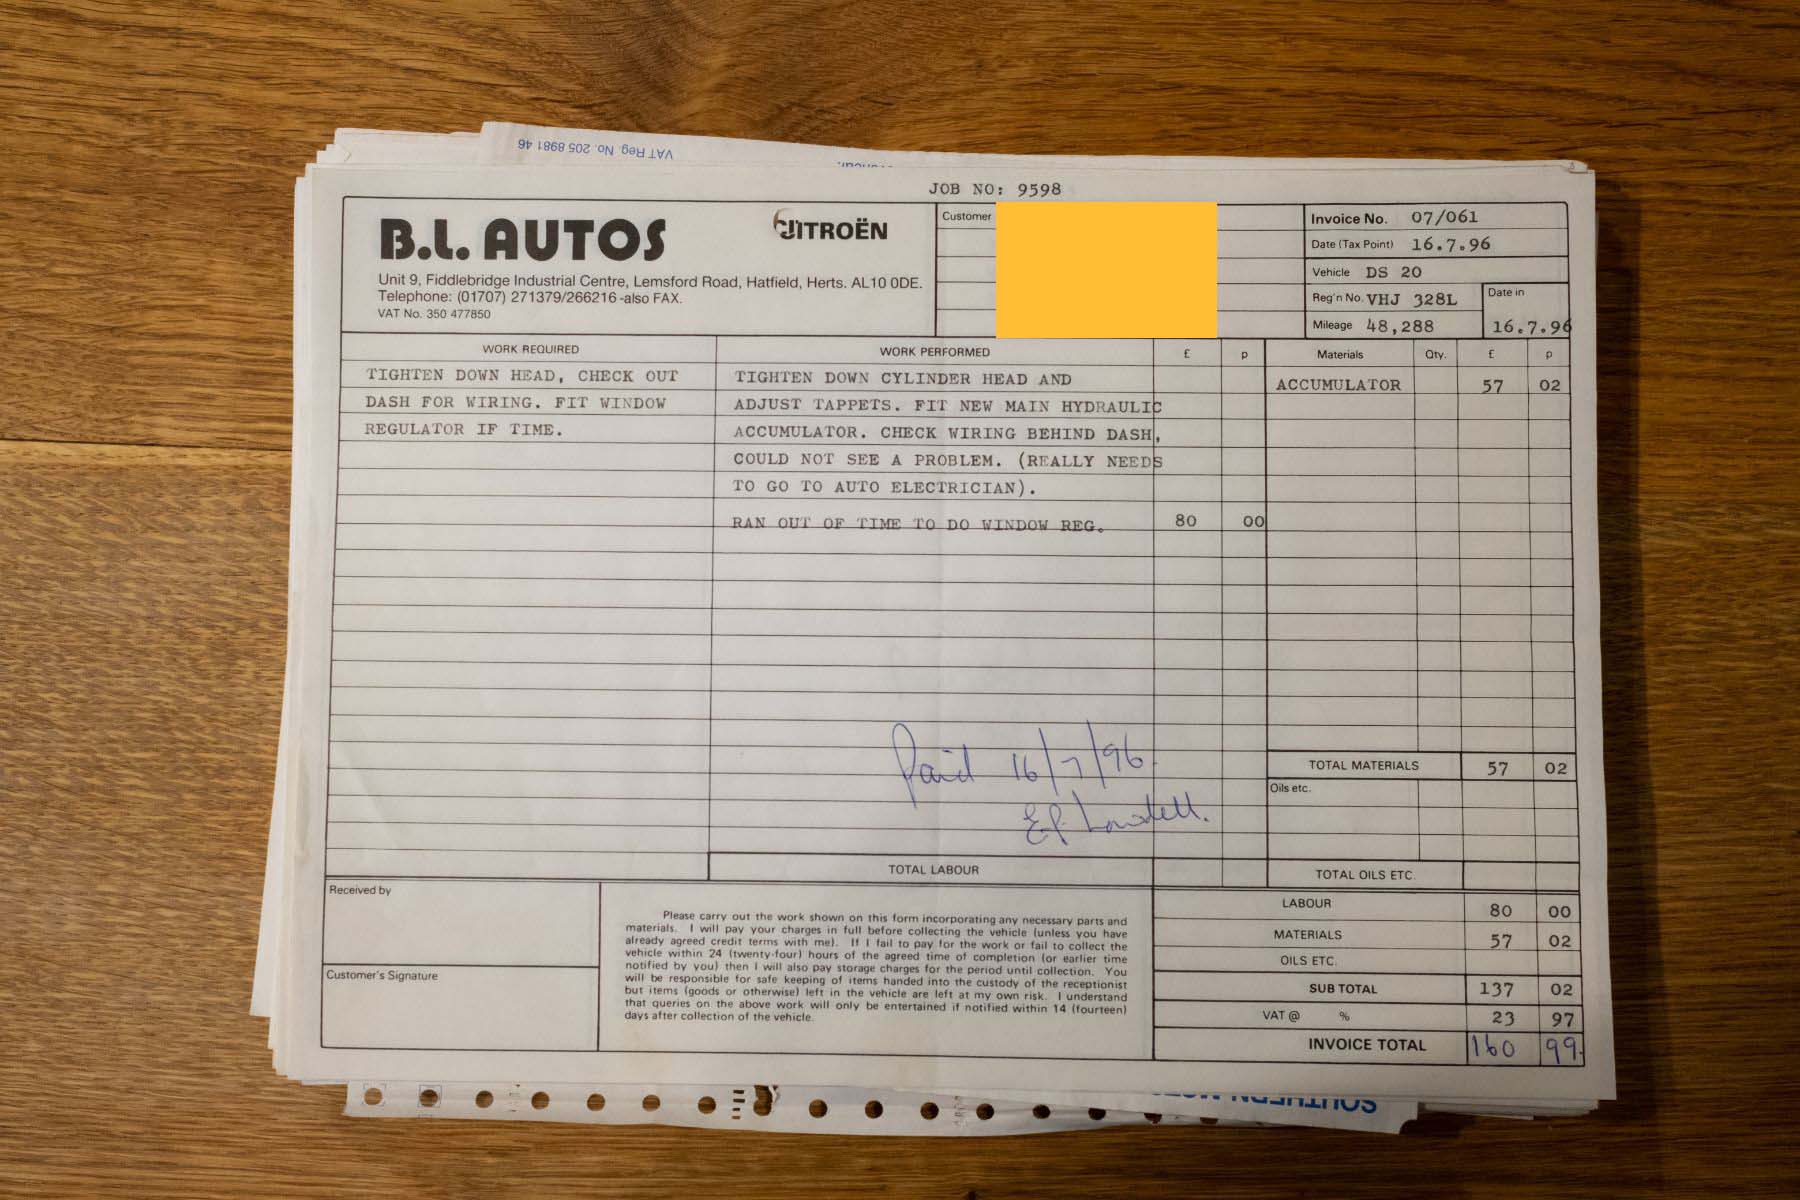 VAT Reg. No. 205 8981 46
JOB NO: 9598
B.L. AUTOS
CITROËN
Unit 9, Fiddlebridge Industrial Centre, Lemsford Road, Hatfield, Herts. AL10 0DE.
Telephone: (01707) 271379/266216 -also FAX.
VAT No. 350 477850
Customer
Invoice No. 07/061
Date (Tax Point) 16.7.96
Vehicle DS 20
Reg'n No. VHJ 328L
Mileage 48,288
Date in
16.7.96
WORK REQUIRED
TIGHTEN DOWN HEAD, CHECK OUT
DASH FOR WIRING. FIT WINDOW
REGULATOR IF TIME.
WORK PERFORMED £ p
TIGHTEN DOWN CYLINDER HEAD AND
ADJUST TAPPETS. FIT NEW MAIN HYDRAULIC
ACCUMULATOR. CHECK WIRING BEHIND DASH,
COULD NOT SEE A PROBLEM. (REALLY NEEDS
TO GO TO AUTO ELECTRICIAN).
RAN OUT OF TIME TO DO WINDOW REG. 80 00
Materials Qty. £ p
ACCUMULATOR 57 02
Paid 16/7/96
TOTAL MATERIALS 57 02
Oils etc.
TOTAL LABOUR
TOTAL OILS ETC.
Received by
Customer's Signature
Please carry out the work shown on this form incorporating any necessary parts and
materials. I will pay your charges in full before collecting the vehicle (unless you have
already agreed credit terms with me). If I fail to pay for the work or fail to collect the
vehicle within 24 (twenty-four) hours of the agreed time of completion (or earlier time
notified by you) then I will also pay storage charges for the period until collection. You
will be responsible for safe keeping of items handed into the custody of the receptionist
but items (goods or otherwise) left in the vehicle are left at my own risk. I understand
that queries on the above work will only be entertained if notified within 14 (fourteen)
days after collection of the vehicle.
LABOUR 80 00
MATERIALS 57 02
OILS ETC.
SUB TOTAL 137 02
VAT @ % 23 97
INVOICE TOTAL 160 99
SOUTHERN